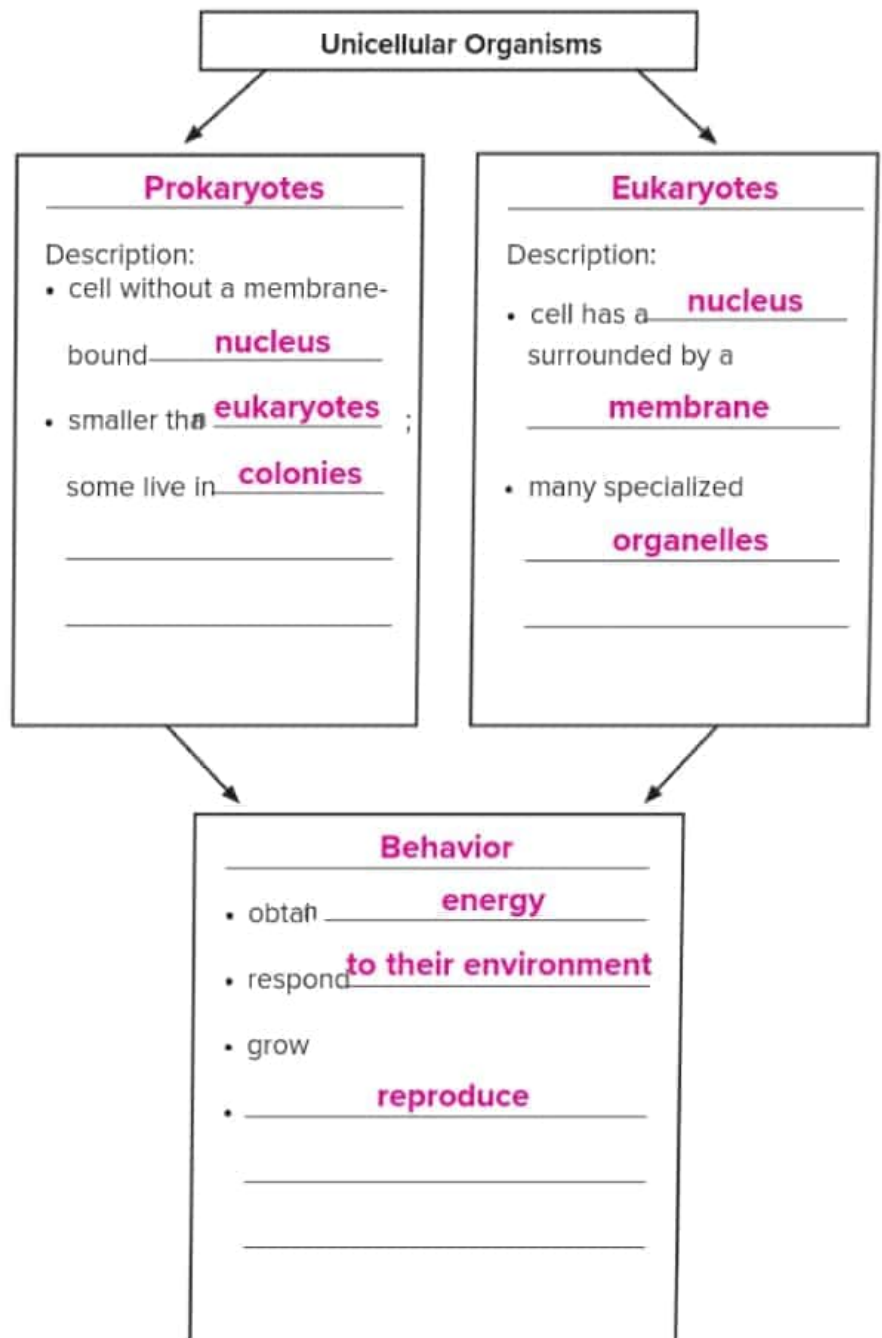 Unicellular Organisms
Prokaryotes
Description:
• cell without a membrane-
bound nucleus
• smaller than eukaryotes ;
some live in colonies
Eukaryotes
Description:
• cell has a nucleus
surrounded by a
membrane
• many specialized
organelles
Behavior
• obtain energy
• respond to their environment
• grow
• reproduce